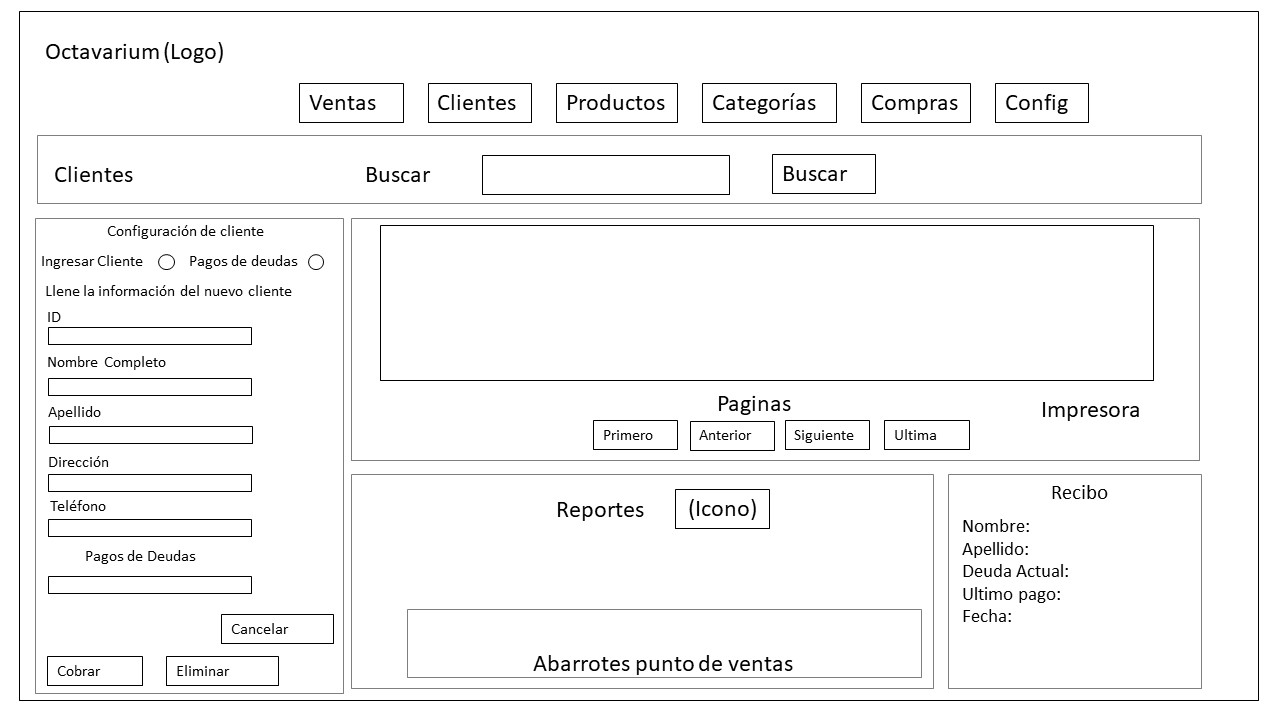 Octavarium (Logo)
Ventas
Clientes
Productos
Categorías
Compras
Config
Clientes
Buscar
Buscar
Configuración de cliente
Ingresar Cliente
Pagos de deudas
Llene la información del nuevo cliente
ID
Nombre Completo
Apellido
Dirección
Teléfono
Pagos de Deudas
Cancelar
Cobrar
Eliminar
Paginas
Impresora
Primero
Anterior
Siguiente
Ultima
Reportes
(Icono)
Abarrotes punto de ventas
Recibo
Nombre:
Apellido:
Deuda Actual:
Ultimo pago:
Fecha: